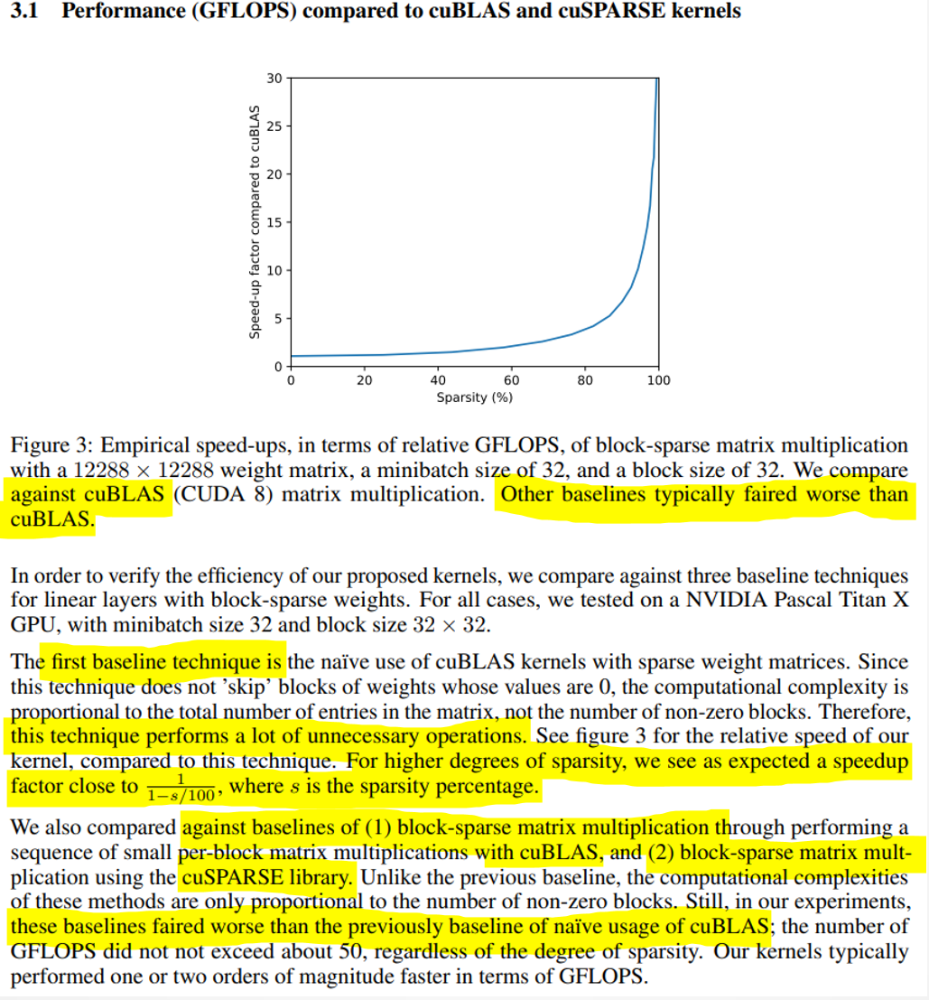 3.1 Performance (GFLOPS) compared to cuBLAS and cuSPARSE kernels
30
25
20
15
10
5
0
Speed-up factor compared to cuBLAS
0 20 40 60 80 100
Sparsity (%)
Figure 3: Empirical speed-ups, in terms of relative GFLOPS, of block-sparse matrix multiplication
with a 12288 × 12288 weight matrix, a minibatch size of 32, and a block size of 32. We compare
against cuBLAS (CUDA 8) matrix multiplication. Other baselines typically faired worse than
cuBLAS.
In order to verify the efficiency of our proposed kernels, we compare against three baseline techniques
for linear layers with block-sparse weights. For all cases, we tested on a NVIDIA Pascal Titan X
GPU, with minibatch size 32 and block size 32 × 32.
The first baseline technique is the naïve use of cuBLAS kernels with sparse weight matrices. Since
this technique does not ’skip’ blocks of weights whose values are 0, the computational complexity is
proportional to the total number of entries in the matrix, not the number of non-zero blocks. Therefore,
this technique performs a lot of unnecessary operations. See figure 3 for the relative speed of our
kernel, compared to this technique. For higher degrees of sparsity, we see as expected a speedup
factor close to 1/(1−s/100), where s is the sparsity percentage.
We also compared against baselines of (1) block-sparse matrix multiplication through performing a
sequence of small per-block matrix multiplications with cuBLAS, and (2) block-sparse matrix mult-
plication using the cuSPARSE library. Unlike the previous baseline, the computational complexities
of these methods are only proportional to the number of non-zero blocks. Still, in our experiments,
these baselines faired worse than the previously baseline of naïve usage of cuBLAS; the number of
GFLOPS did not not exceed about 50, regardless of the degree of sparsity. Our kernels typically
performed one or two orders of magnitude faster in terms of GFLOPS.